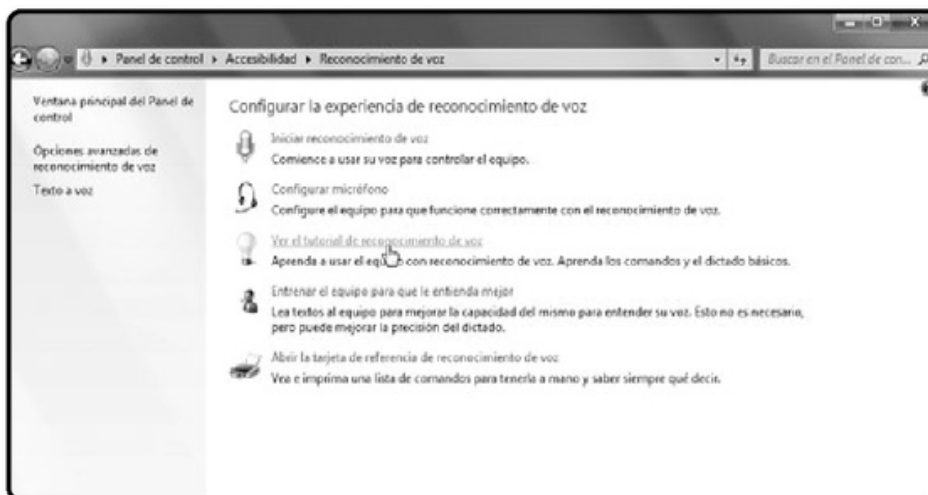 Panel de control ▸ Accesibilidad ▸ Reconocimiento de voz
Buscar en el Panel de con...
Ventana principal del Panel de
control
Opciones avanzadas de
reconocimiento de voz
Texto a voz
Configurar la experiencia de reconocimiento de voz
Iniciar reconocimiento de voz
Comience a usar su voz para controlar el equipo.
Configurar micrófono
Configure el equipo para que funcione correctamente con el reconocimiento de voz.
Ver el tutorial de reconocimiento de voz
Aprenda a usar el equipo con reconocimiento de voz. Aprenda los comandos y el dictado básicos.
Entrenar el equipo para que le entienda mejor
Lea textos al equipo para mejorar la capacidad del mismo para entender su voz. Esto no es necesario,
pero puede mejorar la precisión del dictado.
Abrir la tarjeta de referencia de reconocimiento de voz
Vea e imprima una lista de comandos para tenerla a mano y saber siempre qué decir.